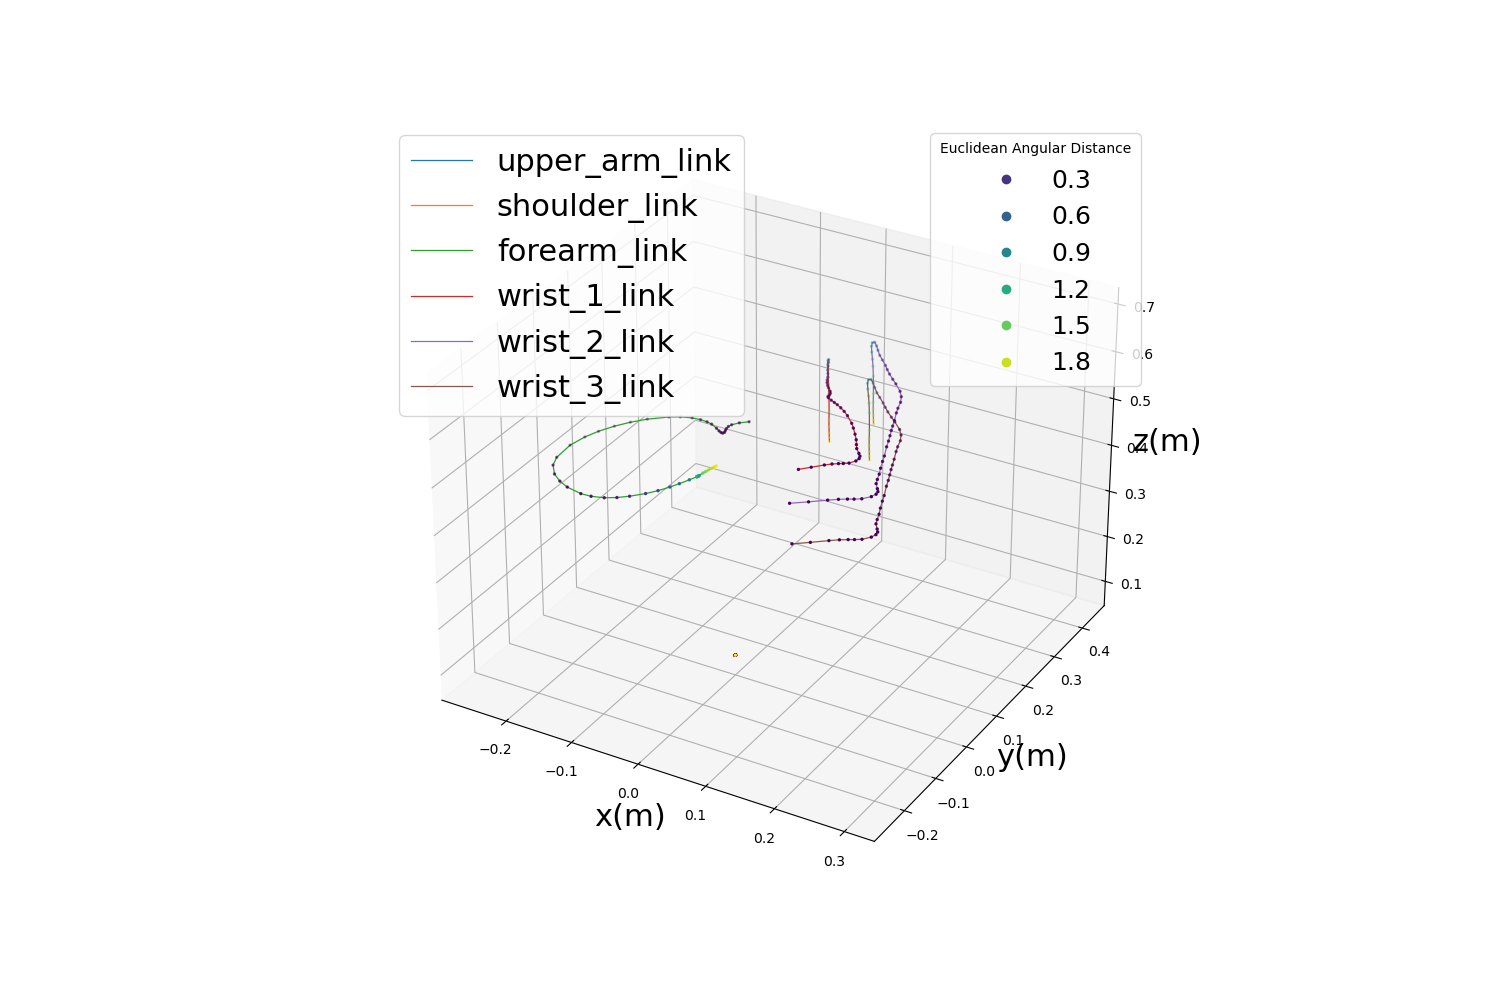 upper_arm_link
shoulder_link
forearm_link
wrist_1_link
wrist_2_link
wrist_3_link
Euclidean Angular Distance
0.3
0.6
0.9
1.2
1.5
1.8
0.7
0.6
0.5
0.4
z(m)
0.3
0.2
0.1
0.4
0.3
0.2
0.1
y(m)
0.0
−0.1
−0.2
−0.2
−0.1
0.0
x(m)
0.1
0.2
0.3